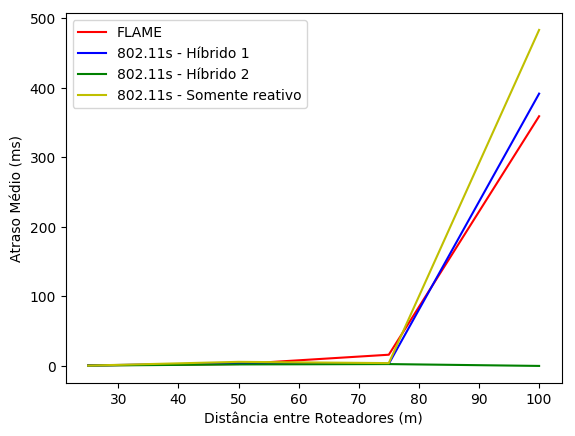 500
400
300
200
100
0
Atraso Médio (ms)
FLAME
802.11s - Híbrido 1
802.11s - Híbrido 2
802.11s - Somente reativo
30 40 50 60 70 80 90 100
Distância entre Roteadores (m)